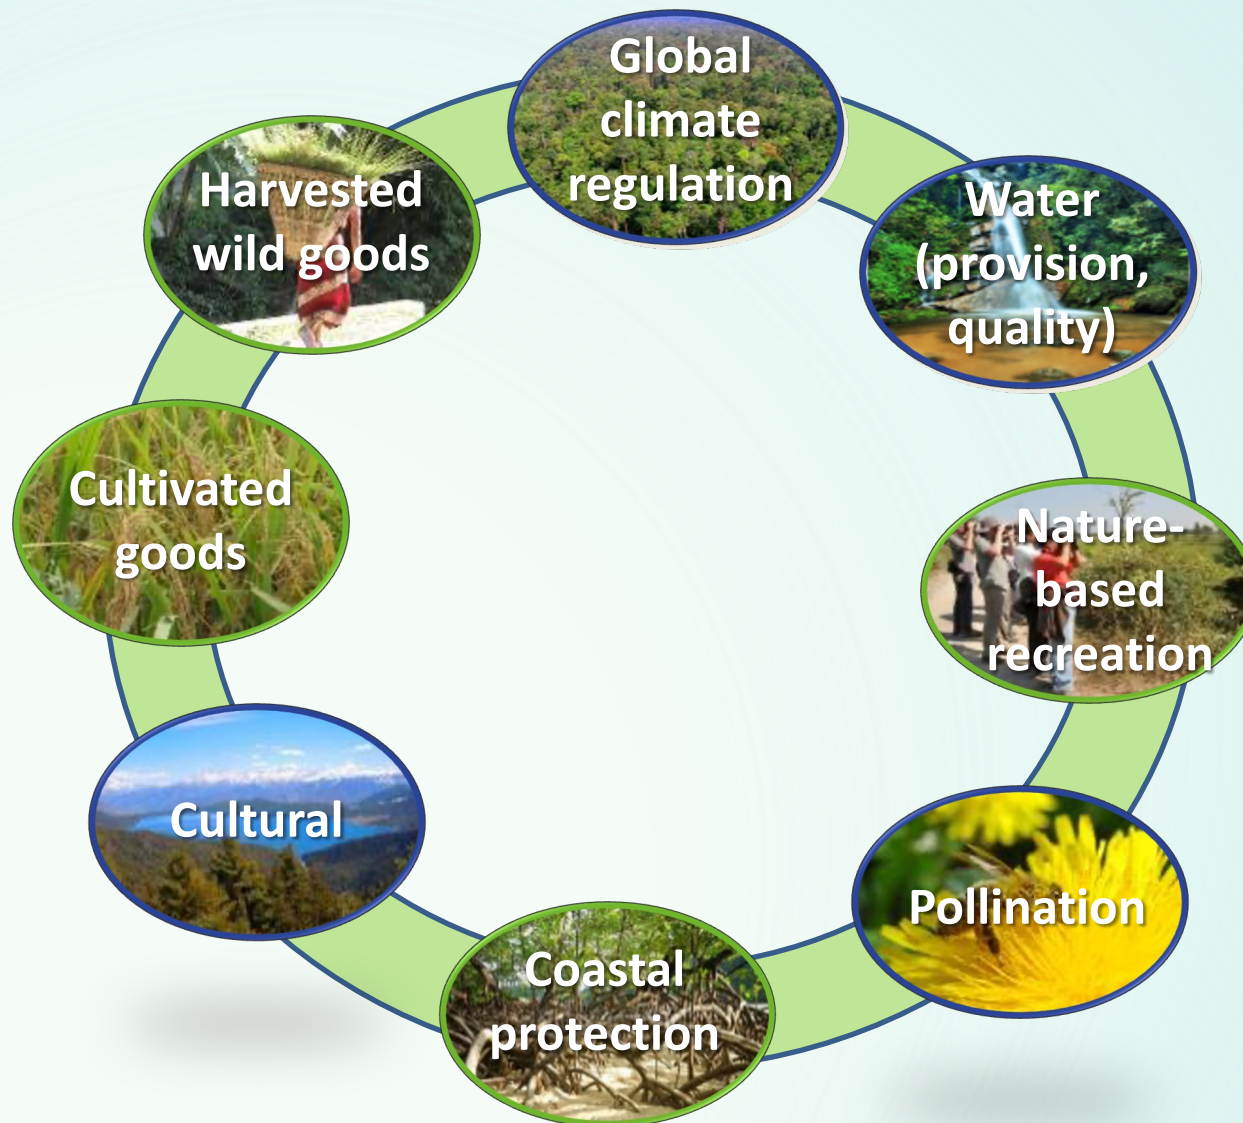 Global
climate
regulation
Water
(provision,
quality)
Nature-
based
recreation
Pollination
Coastal
protection
Cultural
Cultivated
goods
Harvested
wild goods